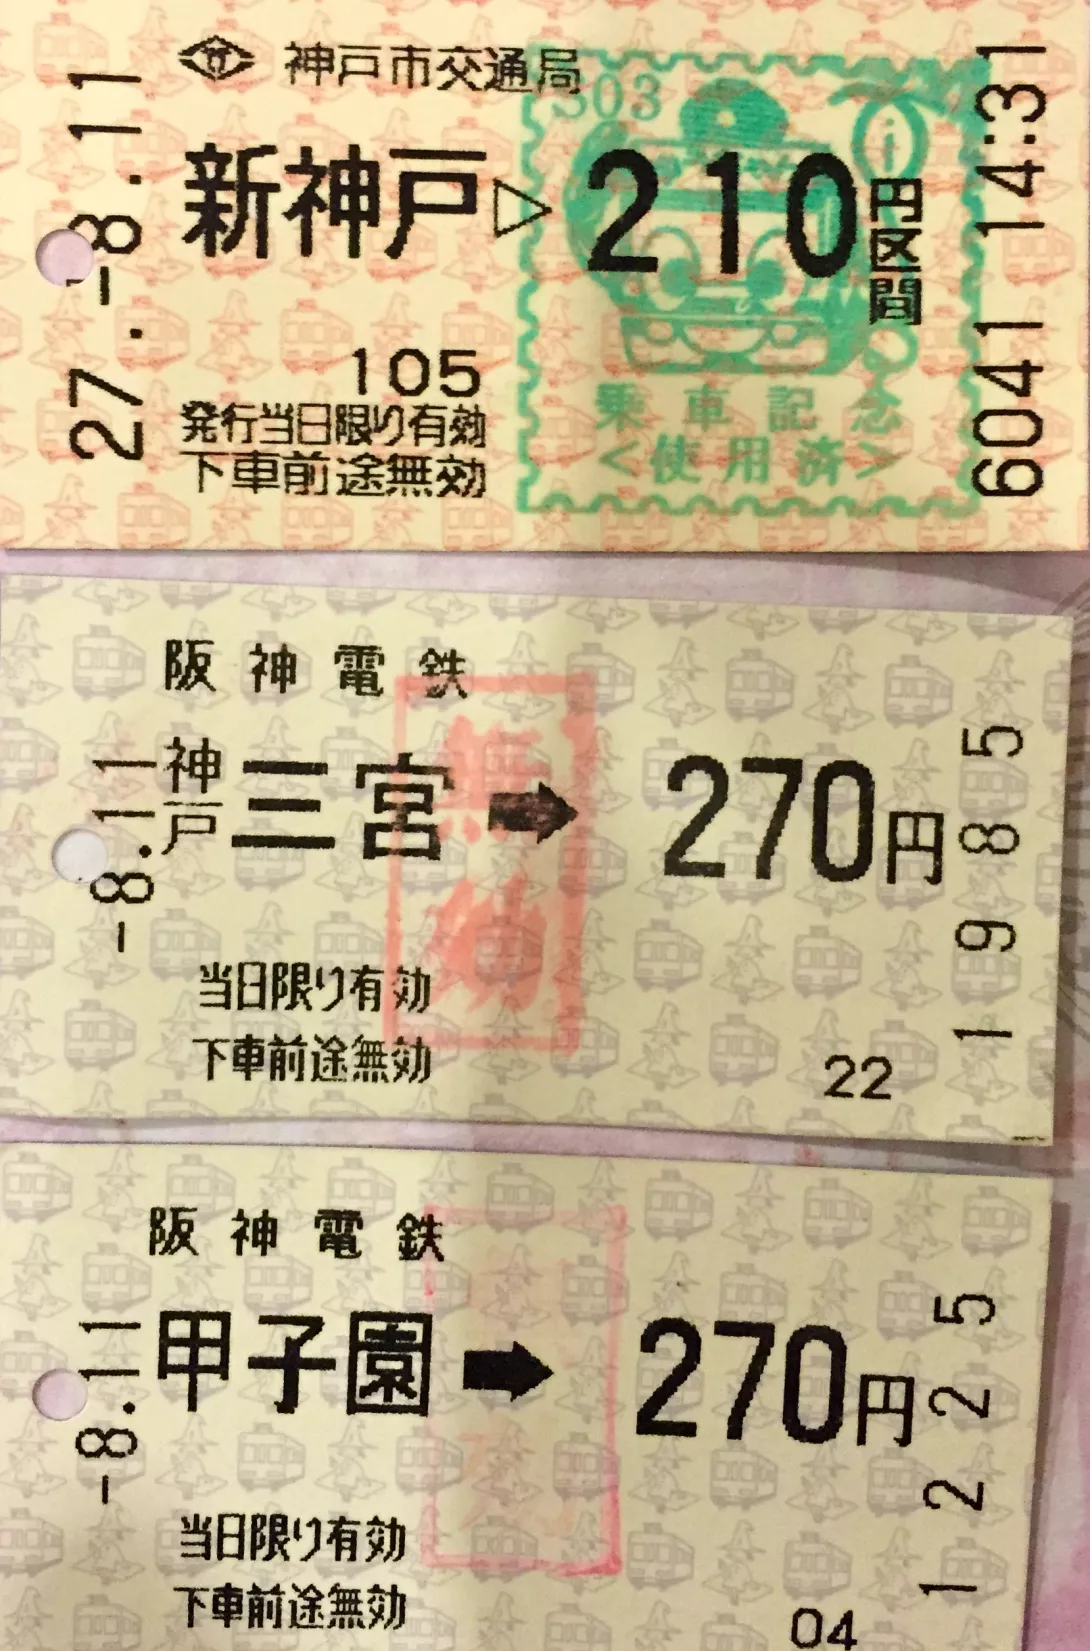 神戸市交通局
27.-8.11
新神戸▷210円区間
303
105
発行当日限り有効
下車前途無効
乗車記念
<使用済>
6041 14:31
阪神電鉄
-8.11
神戸三宮➡270円
無効
当日限り有効
下車前途無効
22
1985
阪神電鉄
-8.11
甲子園➡270円
当日限り有効
下車前途無効
04
1225